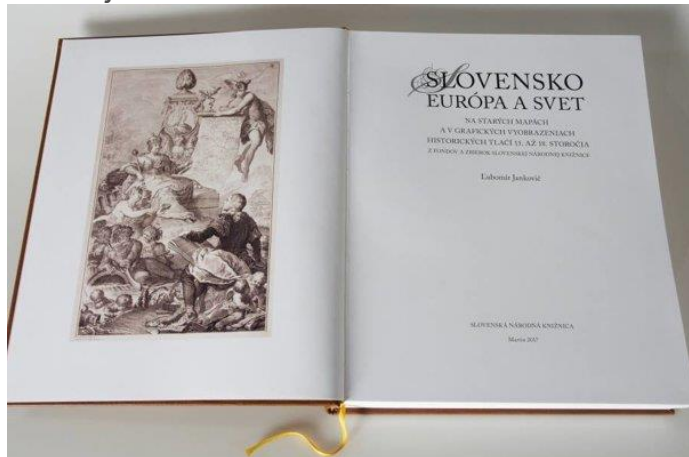 SLOVENSKO
EURÓPA A SVET
NA STARÝCH MAPÁCH
A V GRAFICKÝCH VYOBRAZENIACH
HISTORICKÝCH TLAČÍ 15. AŽ 18. STOROČIA
Z FONDOV A ZBIEROK SLOVENSKEJ NÁRODNEJ KNIŽNICE
Ľubomír Jankovič
SLOVENSKÁ NÁRODNÁ KNIŽNICA
Martin 2017